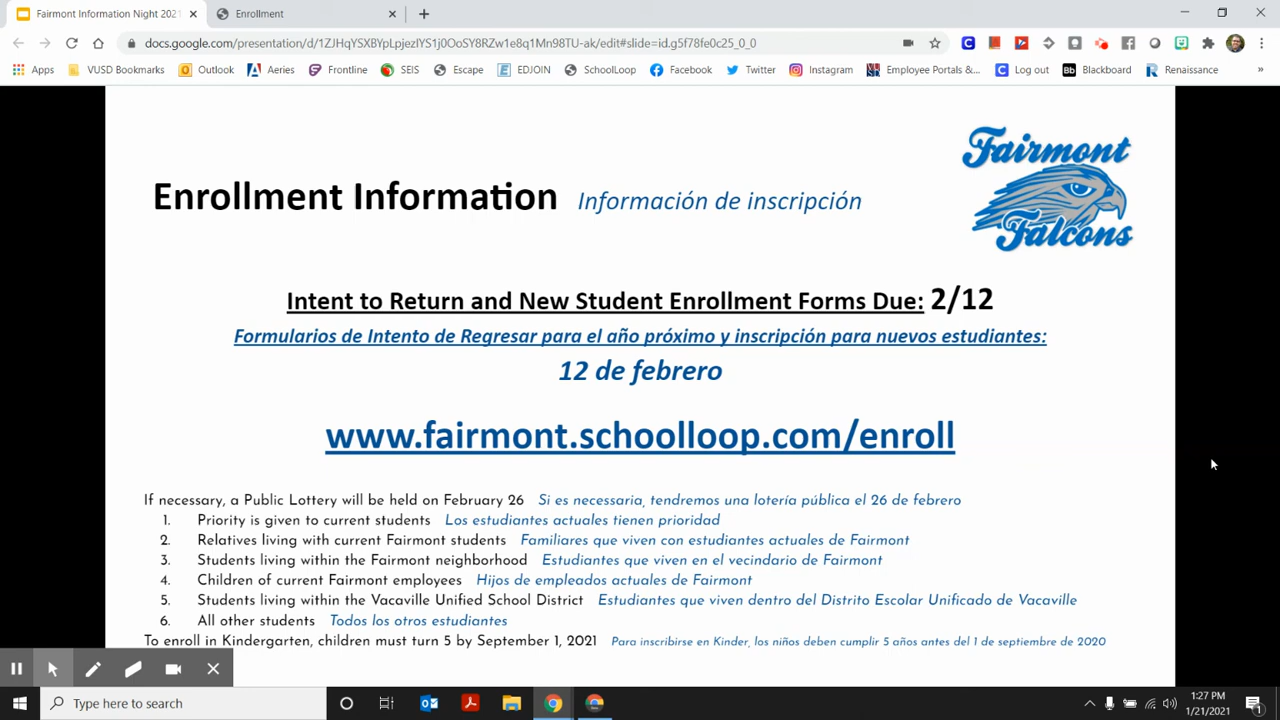 Fairmont Information Night 2021
Enrollment
docs.google.com/presentation/d/1ZJHqYSXBYpLpjezIYS1j0OoSY8tZw1e8q1Mn98TU-ak/edit#slide=id.g5f78fe0c25_0_0
Apps VUSD Bookmarks Outlook Aeries Frontline SEIS Escape EDJOIN SchoolLoop Facebook Twitter Instagram Employee Portals &... Log out Bb Blackboard Renaissance »
Fairmont
Falcons
Enrollment Information Información de inscripción
Intent to Return and New Student Enrollment Forms Due: 2/12
Formularios de Intento de Regresar para el año próximo y inscripción para nuevos estudiantes:
12 de febrero
www.fairmont.schoolloop.com/enroll
If necessary, a Public Lottery will be held on February 26 Si es necesaria, tendremos una lotería pública el 26 de febrero
1. Priority is given to current students Los estudiantes actuales tienen prioridad
2. Relatives living with current Fairmont students Familiares que viven con estudiantes actuales de Fairmont
3. Students living within the Fairmont neighborhood Estudiantes que viven en el vecindario de Fairmont
4. Children of current Fairmont employees Hijos de empleados actuales de Fairmont
5. Students living within the Vacaville Unified School District Estudiantes que viven dentro del Distrito Escolar Unificado de Vacaville
6. All other students Todos los otros estudiantes
To enroll in Kindergarten, children must turn 5 by September 1, 2021 Para inscribirse en Kinder, los niños deben cumplir 5 años antes del 1 de septiembre de 2020
Type here to search
1:27 PM
1/21/2021